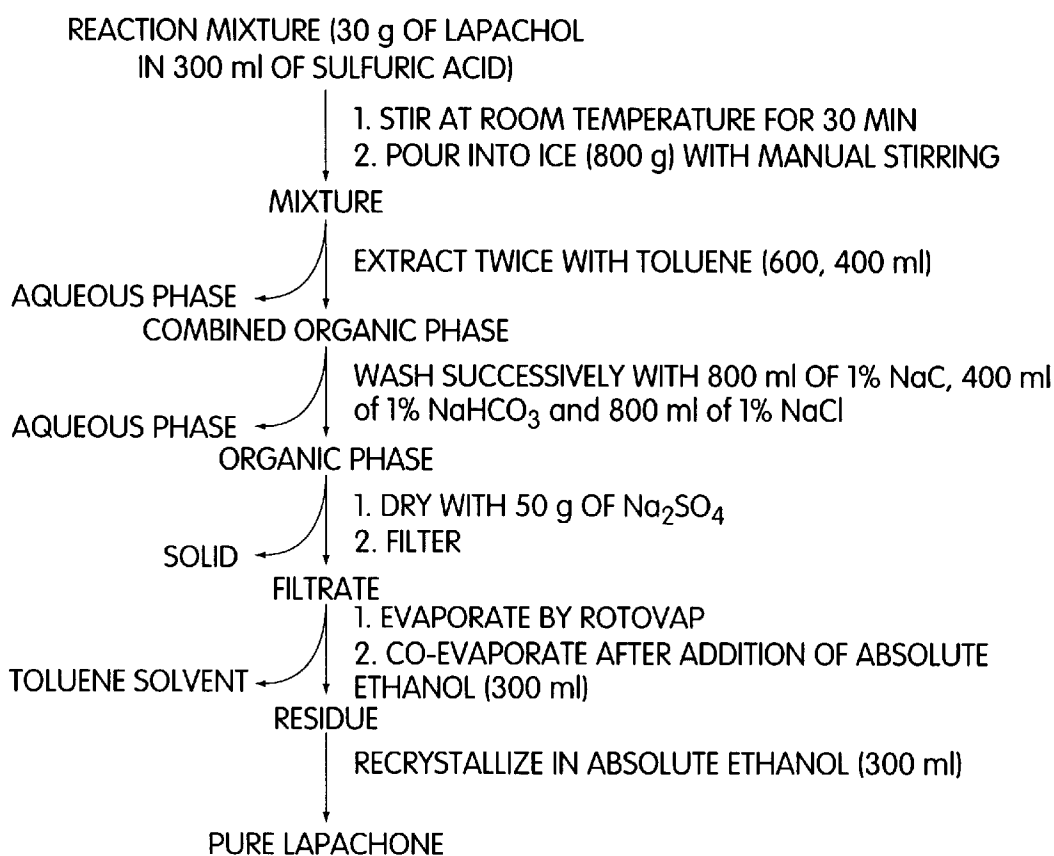 REACTION MIXTURE (30 g OF LAPACHOL
IN 300 ml OF SULFURIC ACID)
1. STIR AT ROOM TEMPERATURE FOR 30 MIN
2. POUR INTO ICE (800 g) WITH MANUAL STIRRING
MIXTURE
EXTRACT TWICE WITH TOLUENE (600, 400 ml)
AQUEOUS PHASE
COMBINED ORGANIC PHASE
WASH SUCCESSIVELY WITH 800 ml OF 1% NaC, 400 ml
of 1% NaHCO₃ and 800 ml of 1% NaCl
AQUEOUS PHASE
ORGANIC PHASE
1. DRY WITH 50 g OF Na₂SO₄
2. FILTER
SOLID
FILTRATE
1. EVAPORATE BY ROTOVAP
2. CO-EVAPORATE AFTER ADDITION OF ABSOLUTE
ETHANOL (300 ml)
TOLUENE SOLVENT
RESIDUE
RECRYSTALLIZE IN ABSOLUTE ETHANOL (300 ml)
PURE LAPACHONE